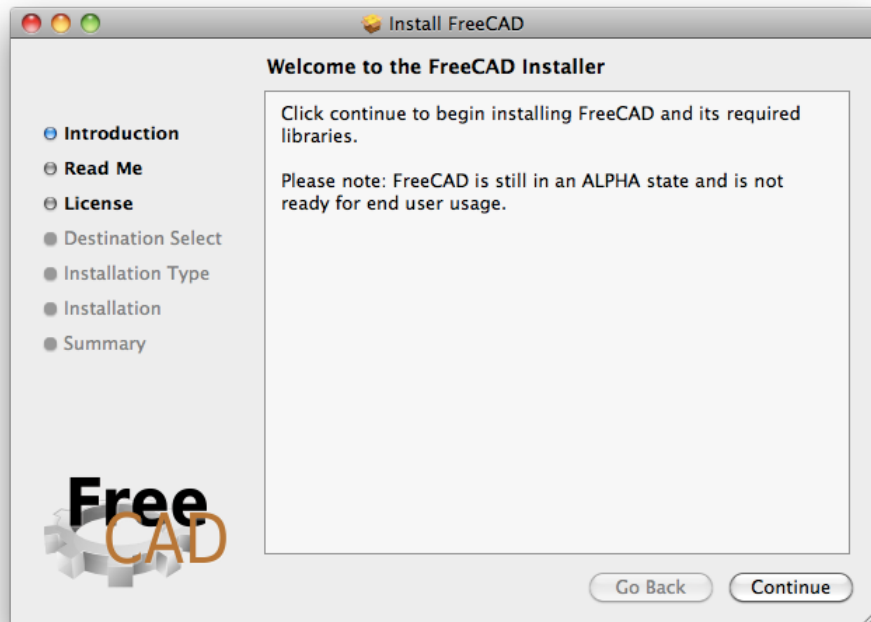 Install FreeCAD
Welcome to the FreeCAD Installer
Introduction
Read Me
License
Destination Select
Installation Type
Installation
Summary
Click continue to begin installing FreeCAD and its required
libraries.
Please note: FreeCAD is still in an ALPHA state and is not
ready for end user usage.
Free
CAD
Go Back
Continue